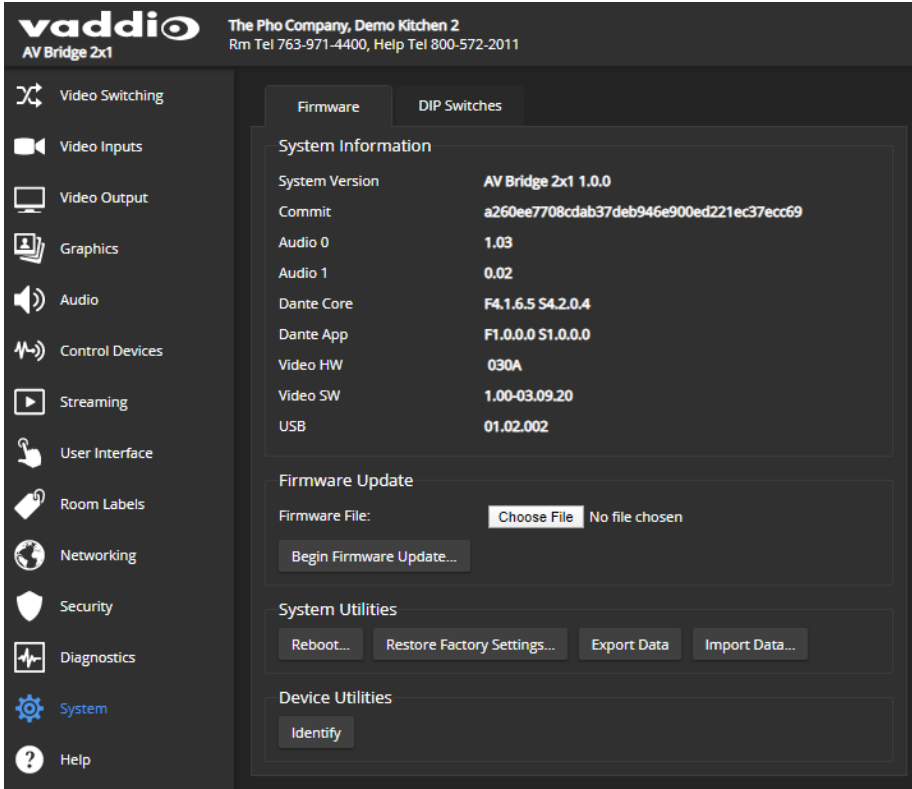 vaddio
AV Bridge 2x1
The Pho Company, Demo Kitchen 2
Rm Tel 763-971-4400, Help Tel 800-572-2011
Video Switching
Video Inputs
Video Output
Graphics
Audio
Control Devices
Streaming
User Interface
Room Labels
Networking
Security
Diagnostics
System
Help
Firmware DIP Switches
System Information
System Version AV Bridge 2x1 1.0.0
Commit a260ee7708cdab37deb946e900ed221ec37ecc69
Audio 0 1.03
Audio 1 0.02
Dante Core F4.1.6.5 S4.2.0.4
Dante App F1.0.0.0 S1.0.0.0
Video HW 030A
Video SW 1.00-03.09.20
USB 01.02.002
Firmware Update
Firmware File: Choose File No file chosen
Begin Firmware Update...
System Utilities
Reboot... Restore Factory Settings... Export Data Import Data...
Device Utilities
Identify